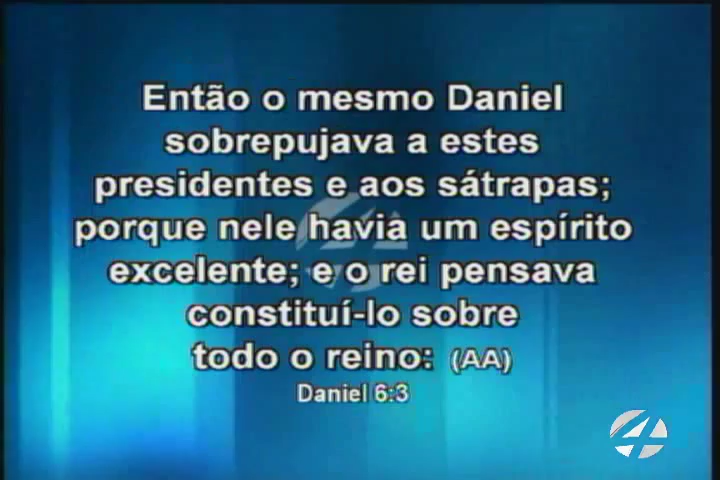 Então o mesmo Daniel
sobrepujava a estes
presidentes e aos sátrapas;
porque nele havia um espírito
excelente; e o rei pensava
constituí-lo sobre
todo o reino: (AA)
Daniel 6:3